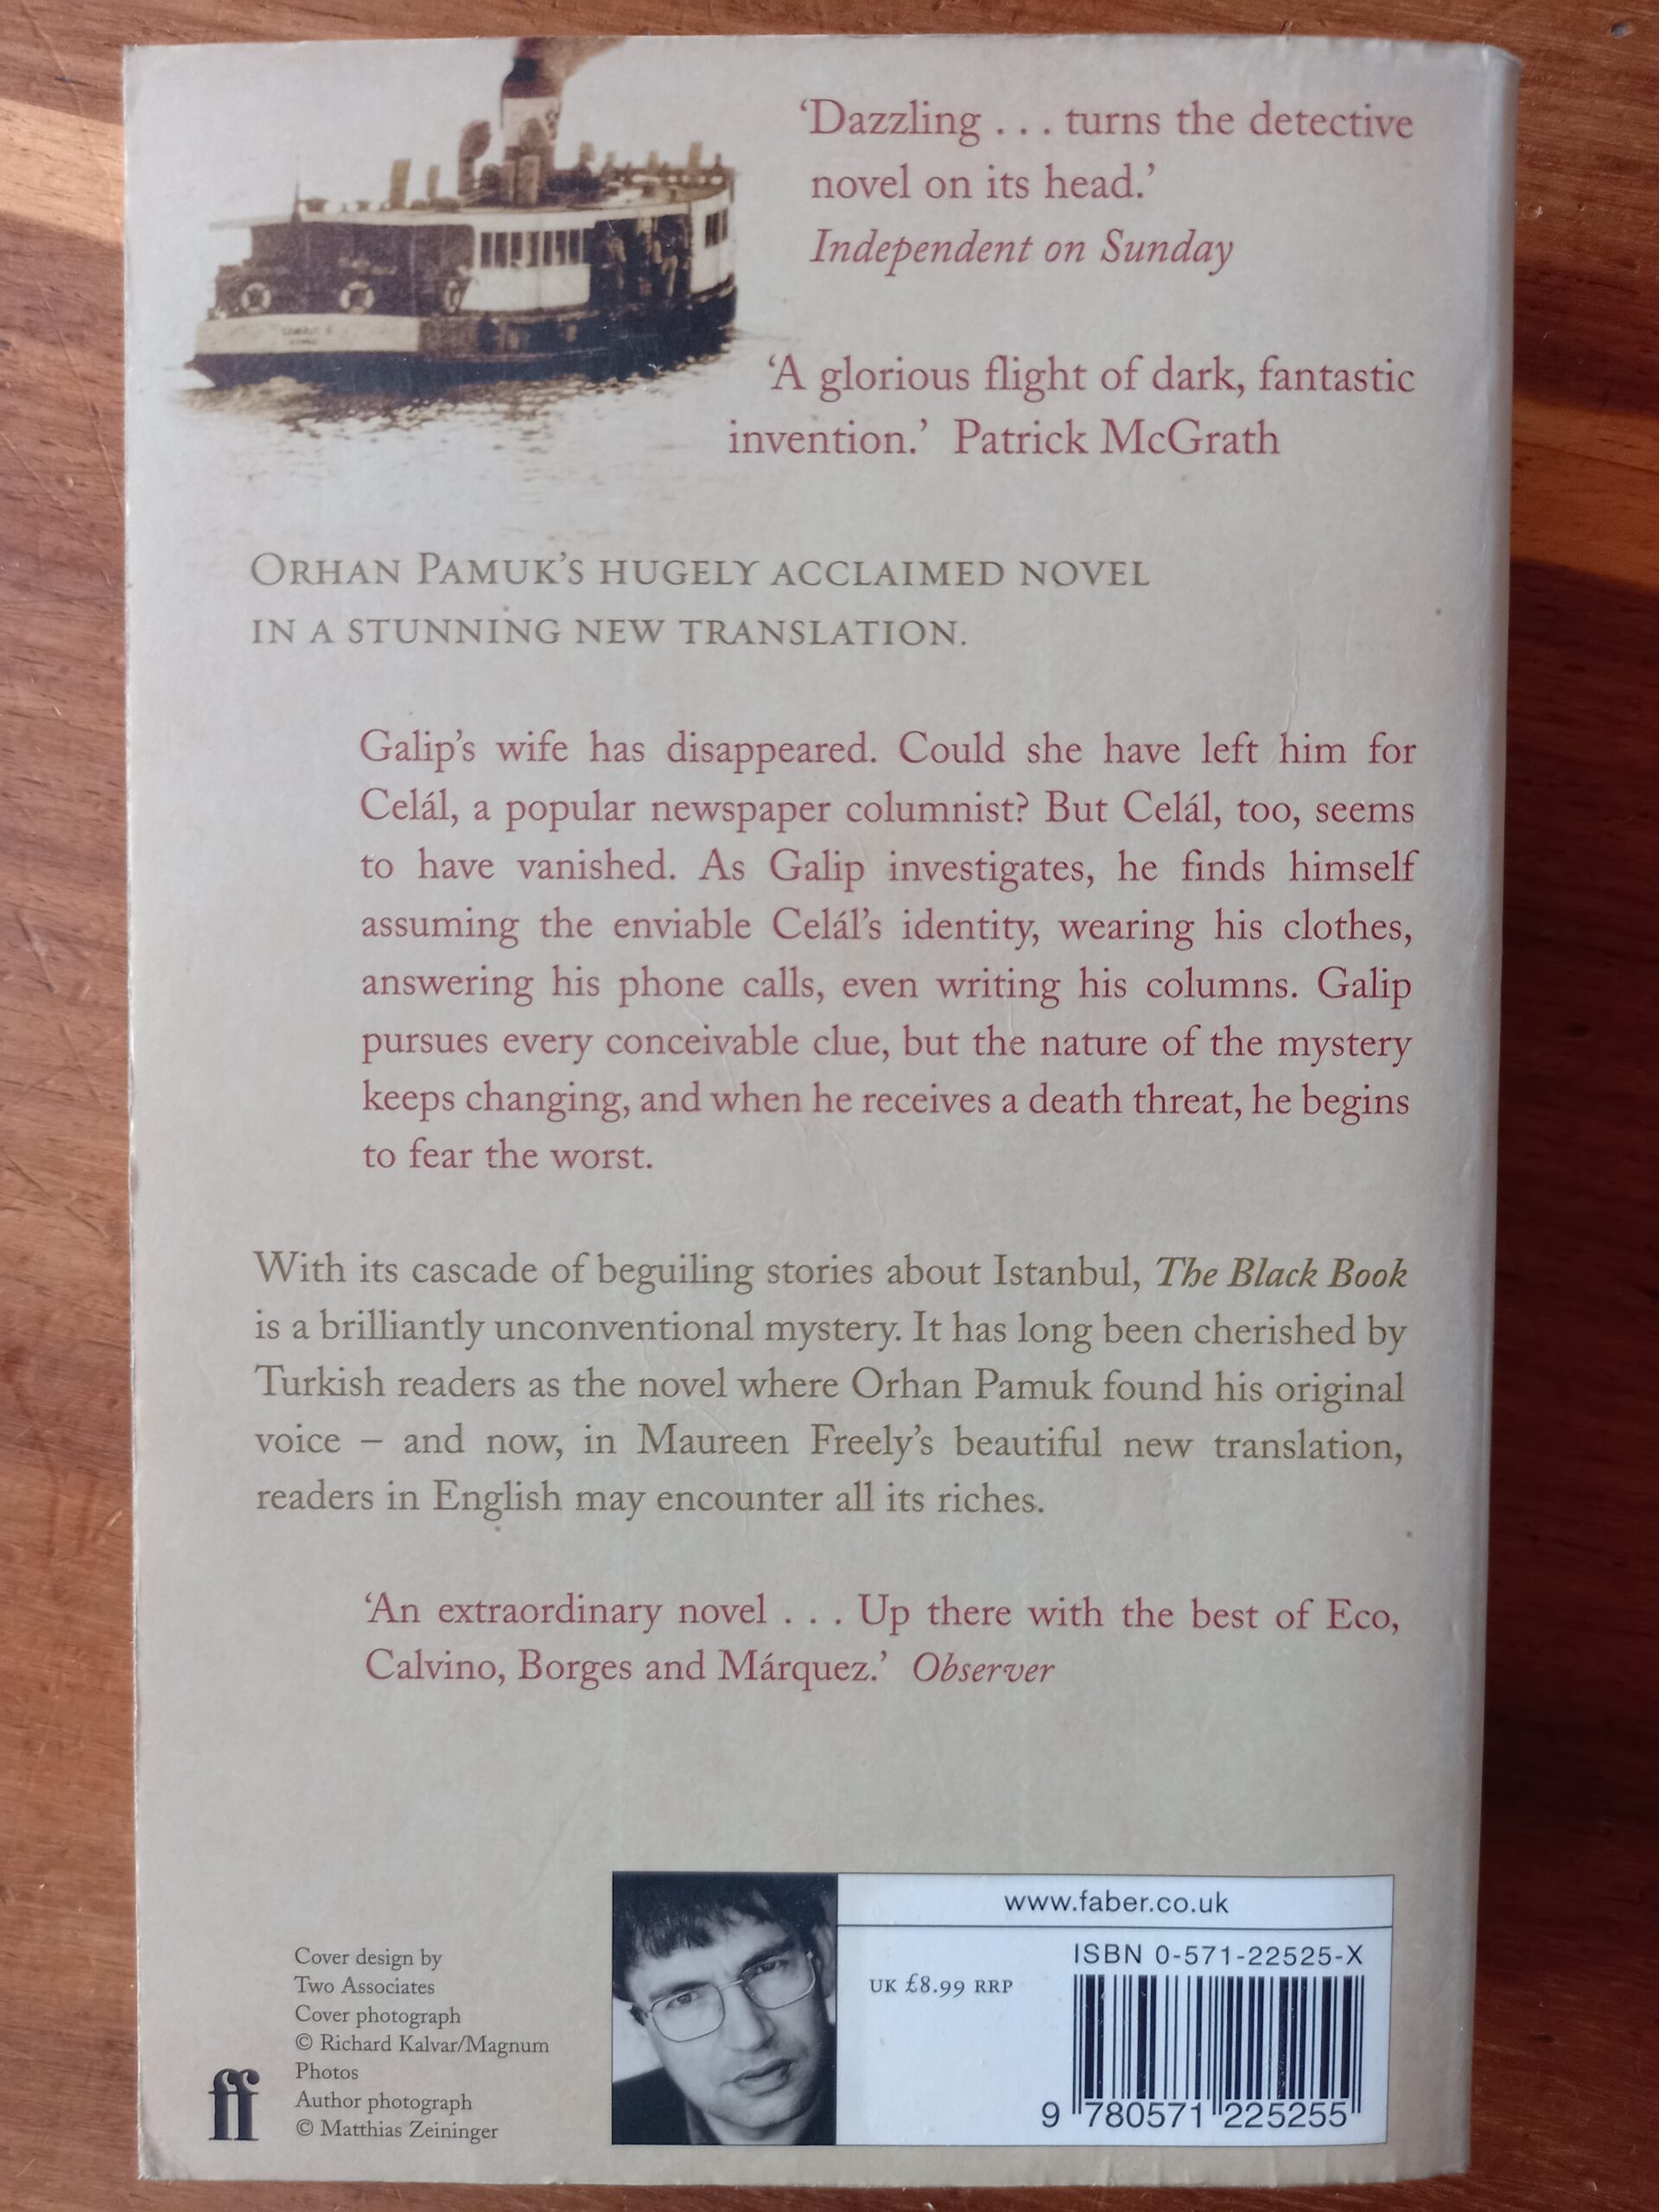 ‘Dazzling . . . turns the detective
novel on its head.’
Independent on Sunday
‘A glorious flight of dark, fantastic
invention.’ Patrick McGrath
ORHAN PAMUK’S HUGELY ACCLAIMED NOVEL
IN A STUNNING NEW TRANSLATION.
Galip’s wife has disappeared. Could she have left him for
Celál, a popular newspaper columnist? But Celál, too, seems
to have vanished. As Galip investigates, he finds himself
assuming the enviable Celál’s identity, wearing his clothes,
answering his phone calls, even writing his columns. Galip
pursues every conceivable clue, but the nature of the mystery
keeps changing, and when he receives a death threat, he begins
to fear the worst.
With its cascade of beguiling stories about Istanbul, The Black Book
is a brilliantly unconventional mystery. It has long been cherished by
Turkish readers as the novel where Orhan Pamuk found his original
voice – and now, in Maureen Freely’s beautiful new translation,
readers in English may encounter all its riches.
‘An extraordinary novel . . . Up there with the best of Eco,
Calvino, Borges and Márquez.’ Observer
Cover design by
Two Associates
Cover photograph
© Richard Kalvar/Magnum
Photos
Author photograph
© Matthias Zeininger
ff
www.faber.co.uk
UK £8.99 RRP
ISBN 0-571-22525-X
9 780571 225255